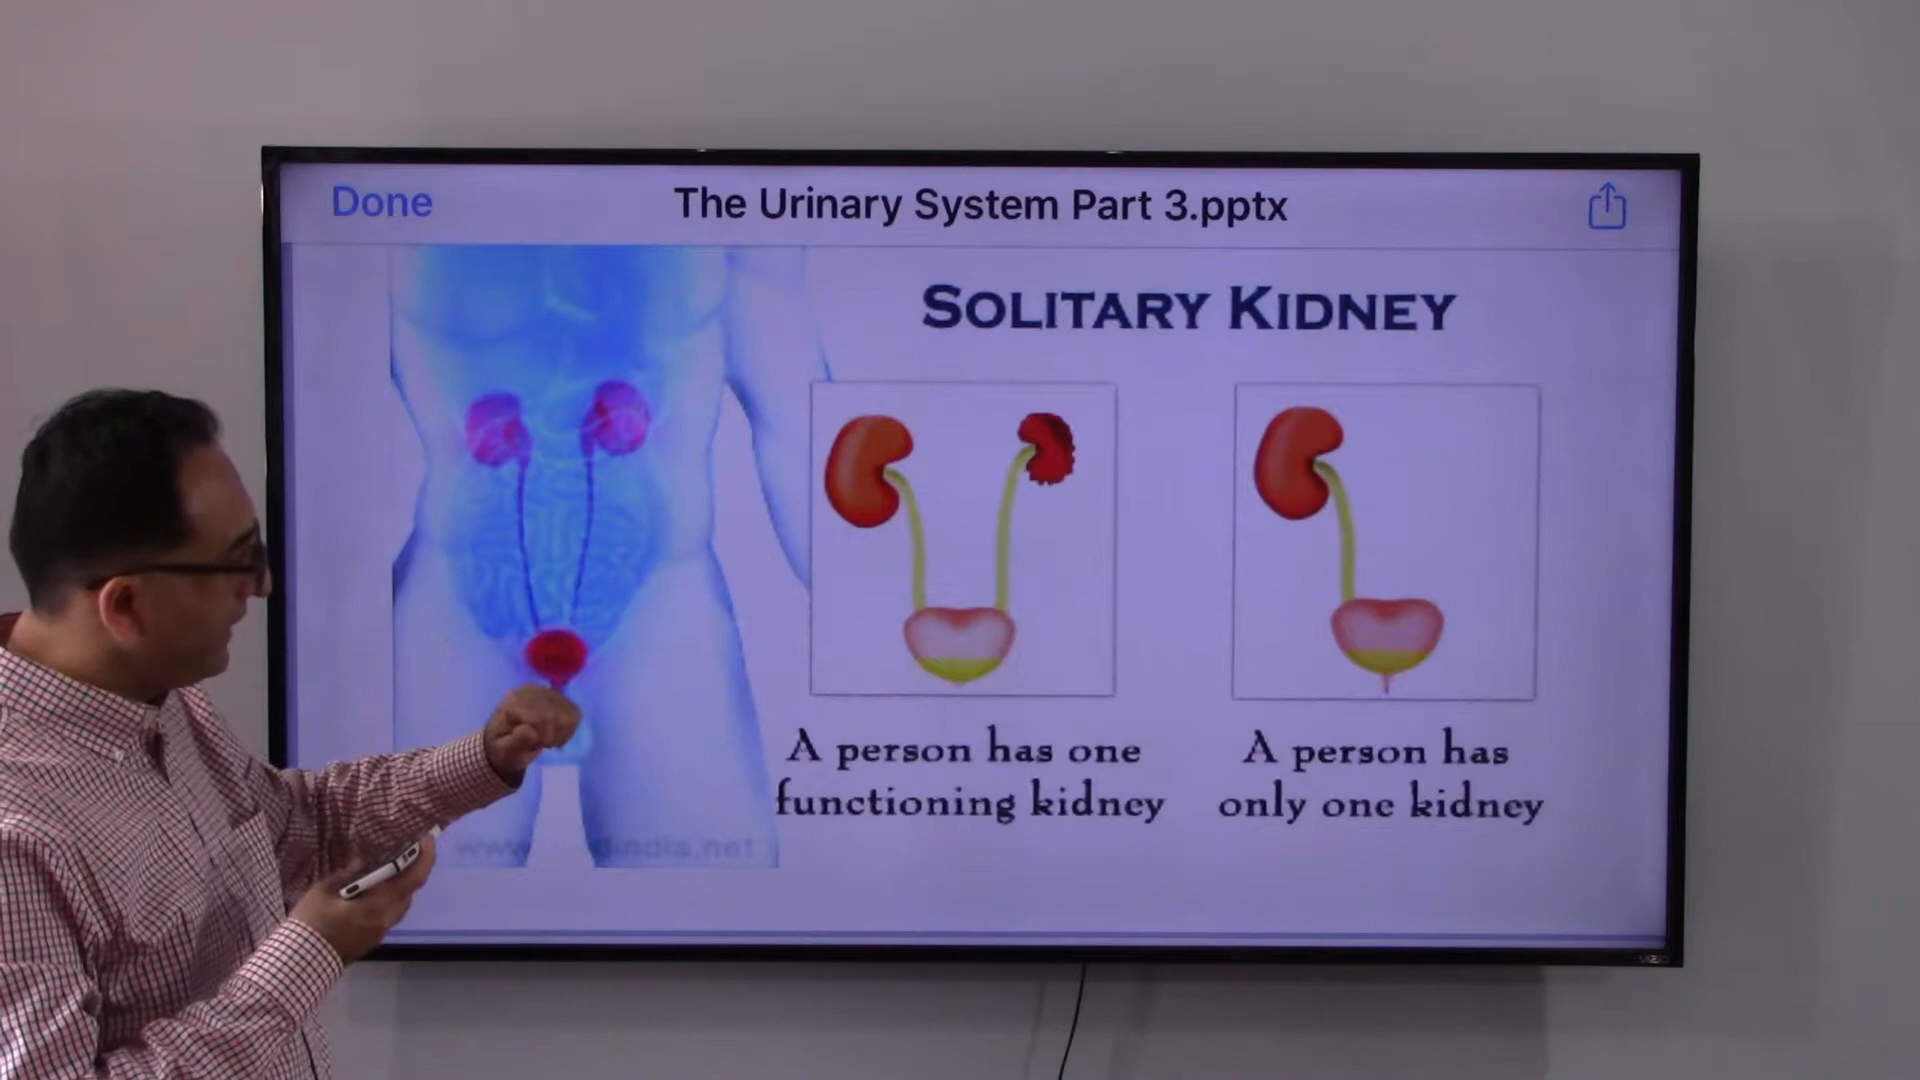 Done
The Urinary System Part 3.pptx
SOLITARY KIDNEY
A person has one
functioning kidney
A person has
only one kidney
VIZIO